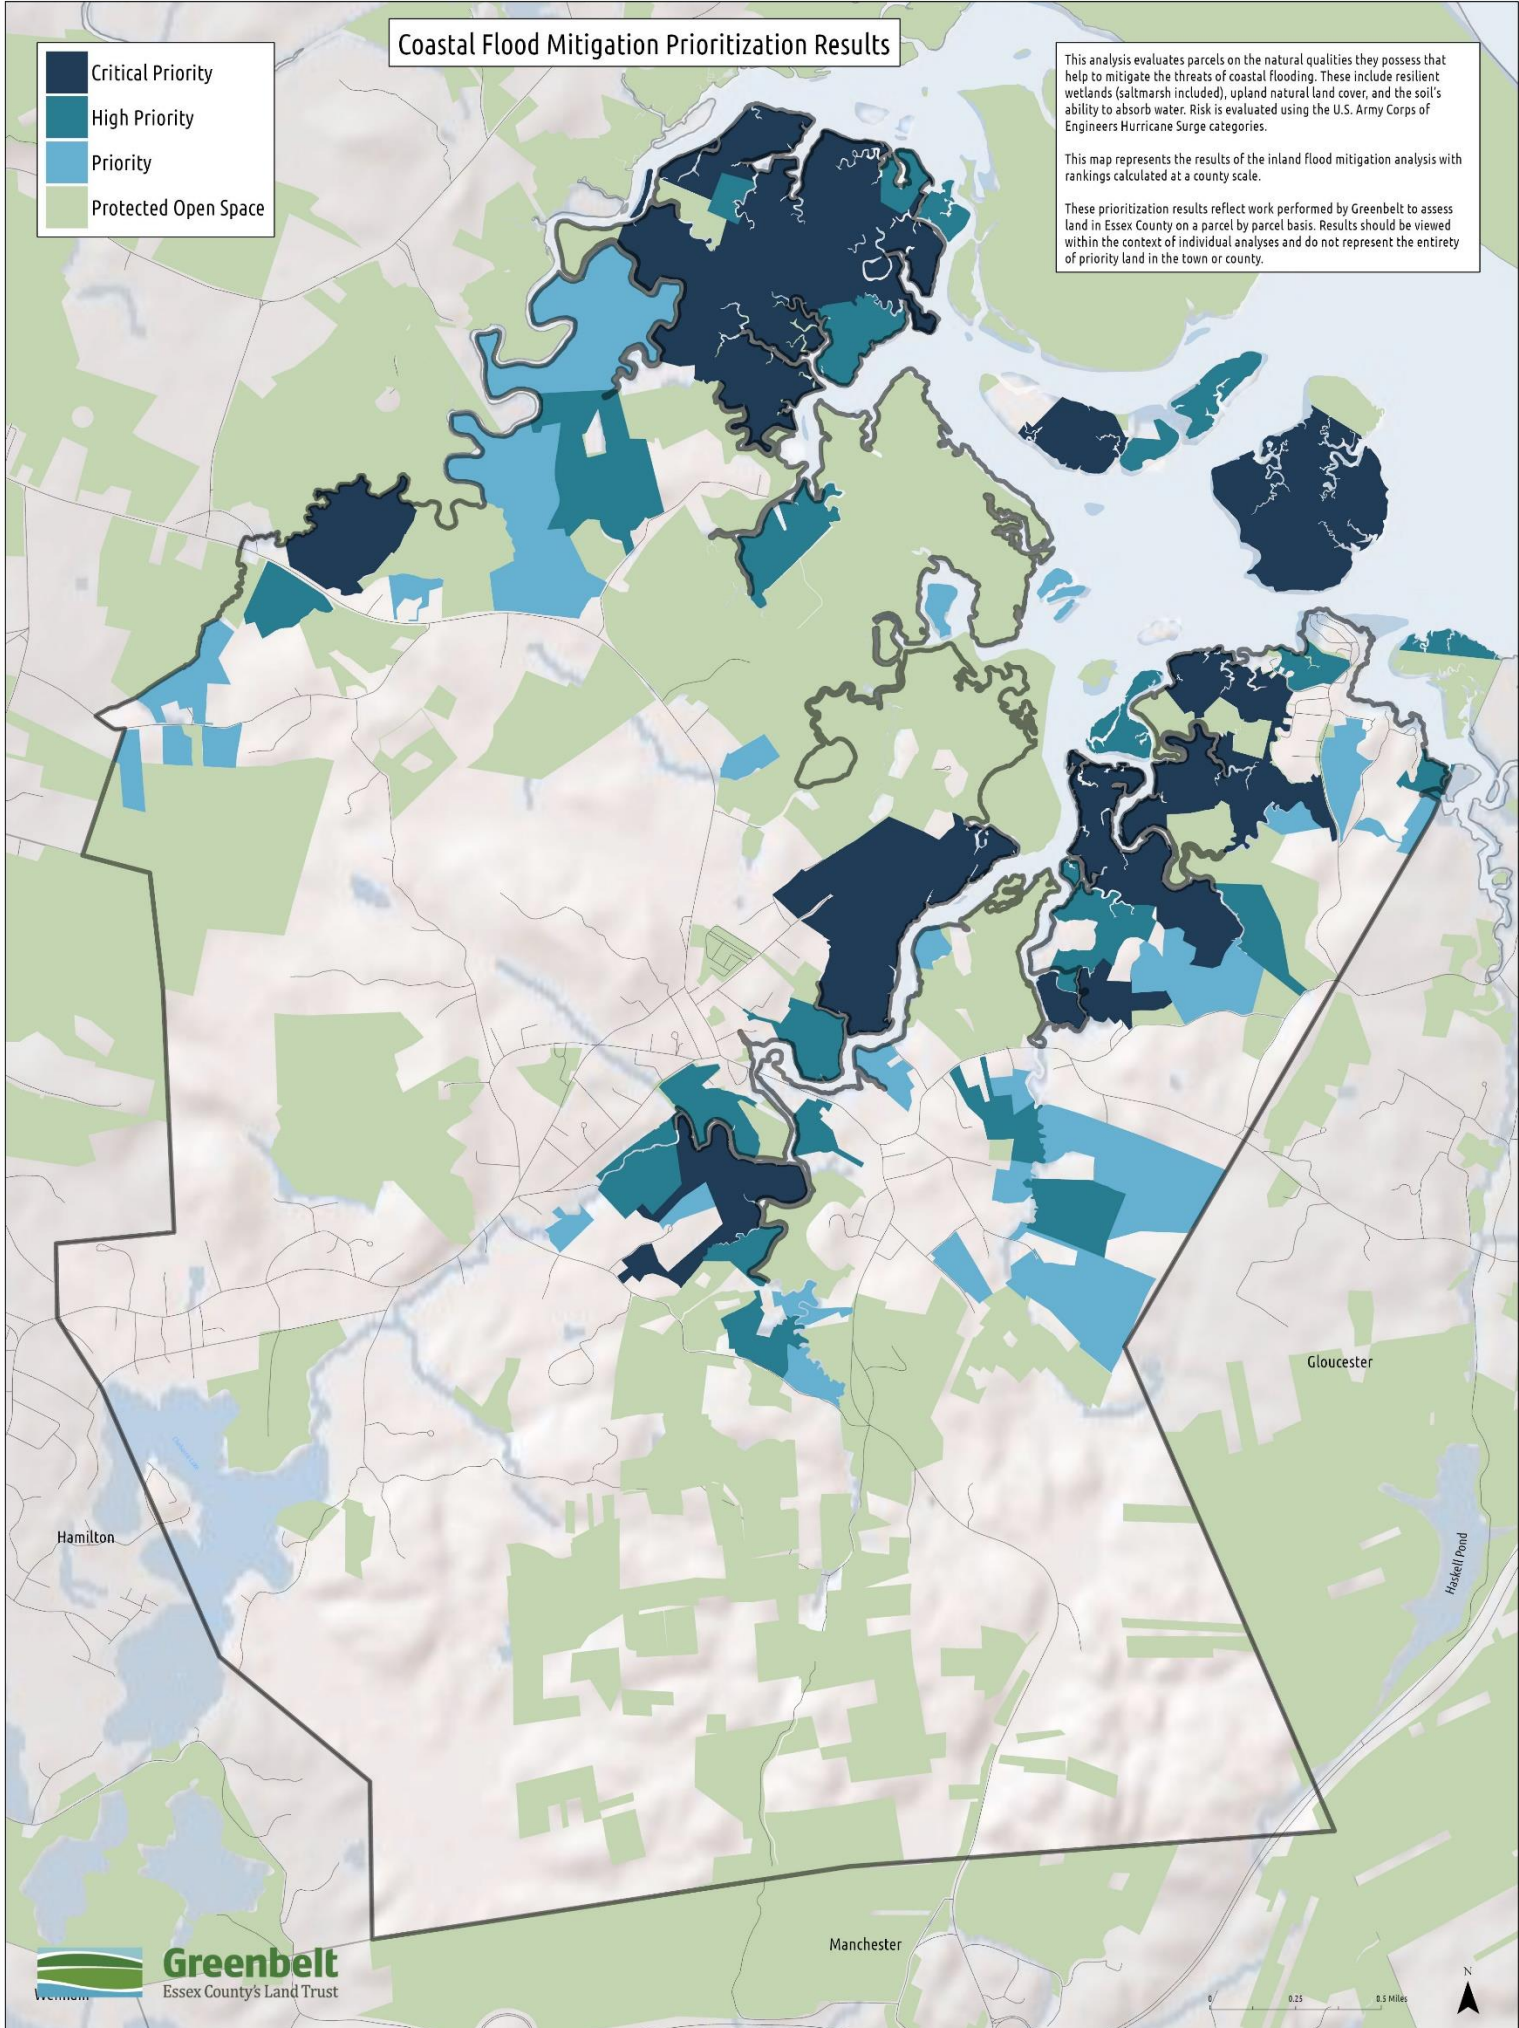 Coastal Flood Mitigation Prioritization Results
Critical Priority
High Priority
Priority
Protected Open Space
This analysis evaluates parcels on the natural qualities they possess that
help to mitigate the threats of coastal flooding. These include resilient
wetlands (saltmarsh included), upland natural land cover, and the soil's
ability to absorb water. Risk is evaluated using the U.S. Army Corps of
Engineers Hurricane Surge categories.
This map represents the results of the inland flood mitigation analysis with
rankings calculated at a county scale.
These prioritization results reflect work performed by Greenbelt to assess
land in Essex County on a parcel by parcel basis. Results should be viewed
within the context of individual analyses and do not represent the entirety
of priority land in the town or county.
Gloucester
Hamilton
Haskell Pond
Manchester
Greenbelt
Essex County's Land Trust
N
0 0.25 0.5 Miles